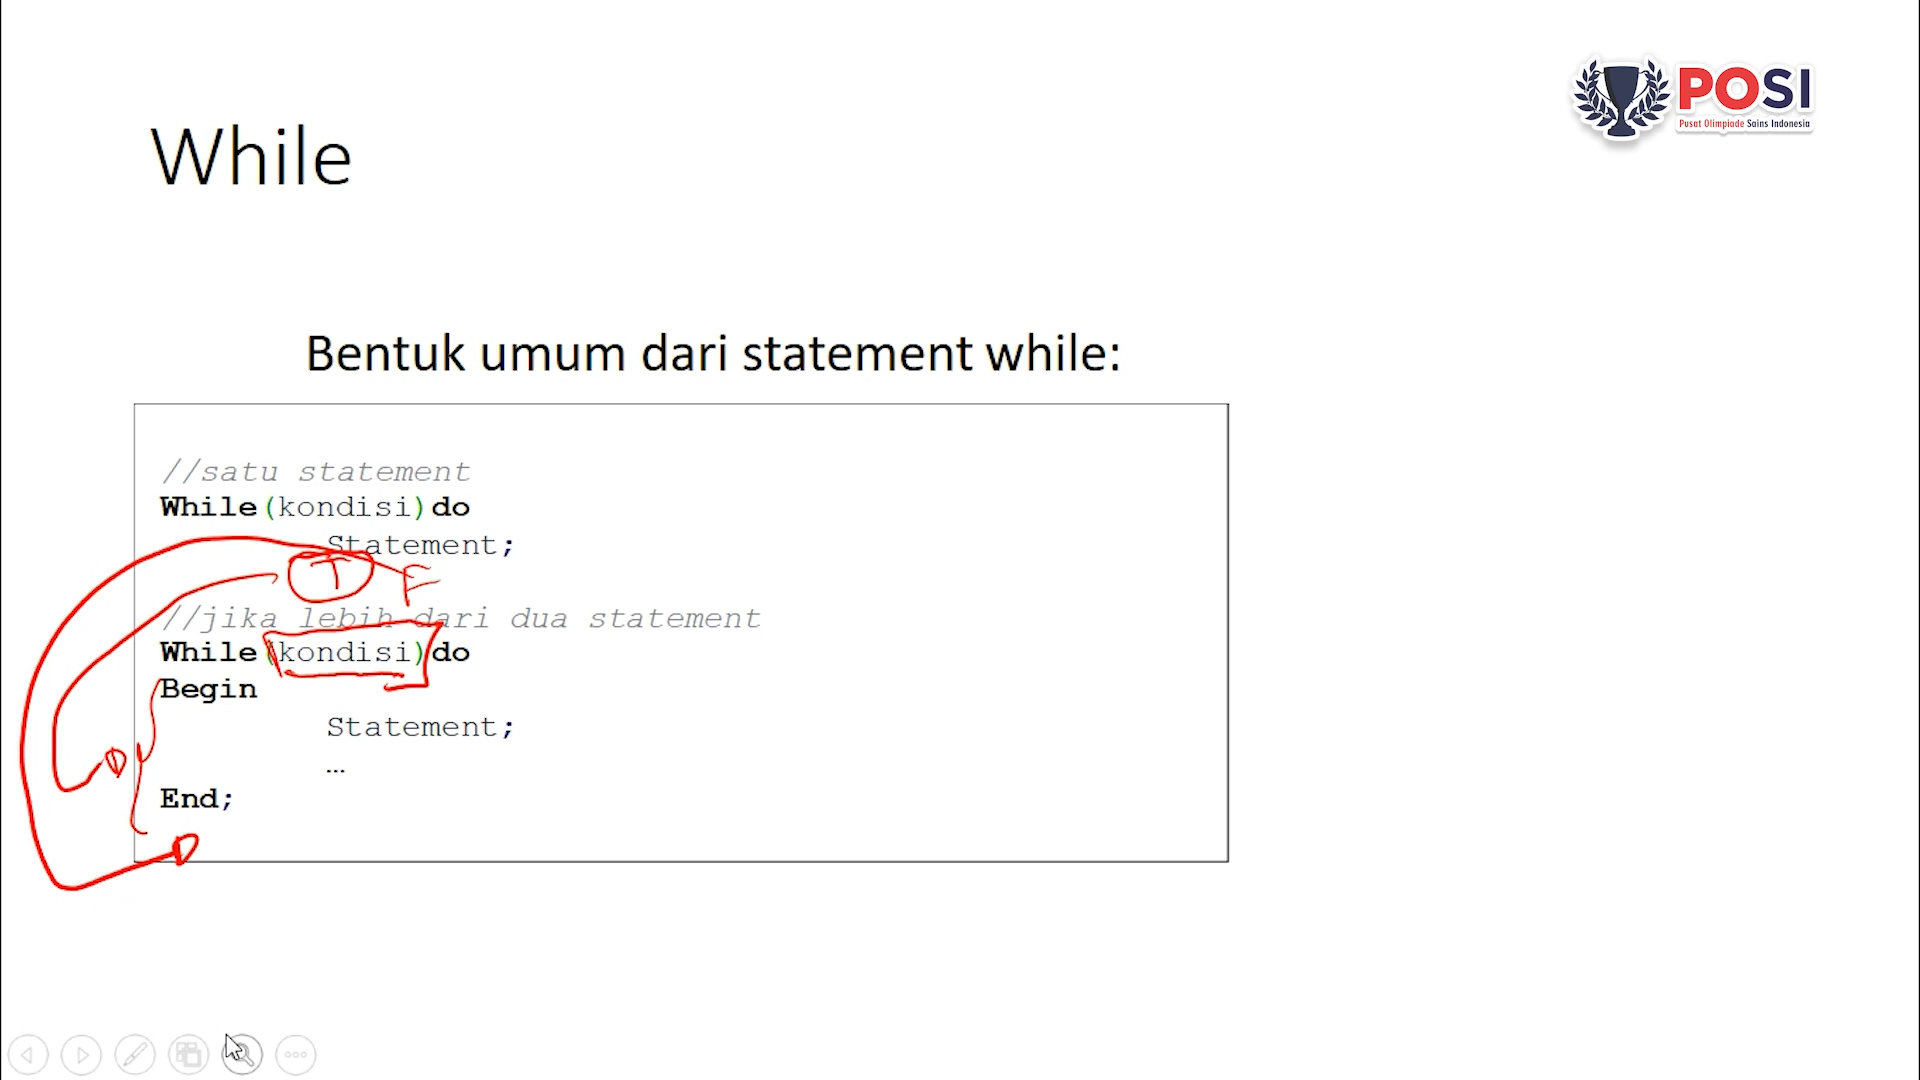 POSI
Pusat Olimpiade Sains Indonesia
While
Bentuk umum dari statement while:
//satu statement
While(kondisi)do
Statement;
T F
//jika lebih dari dua statement
While(kondisi)do
Begin
Statement;
…
End;